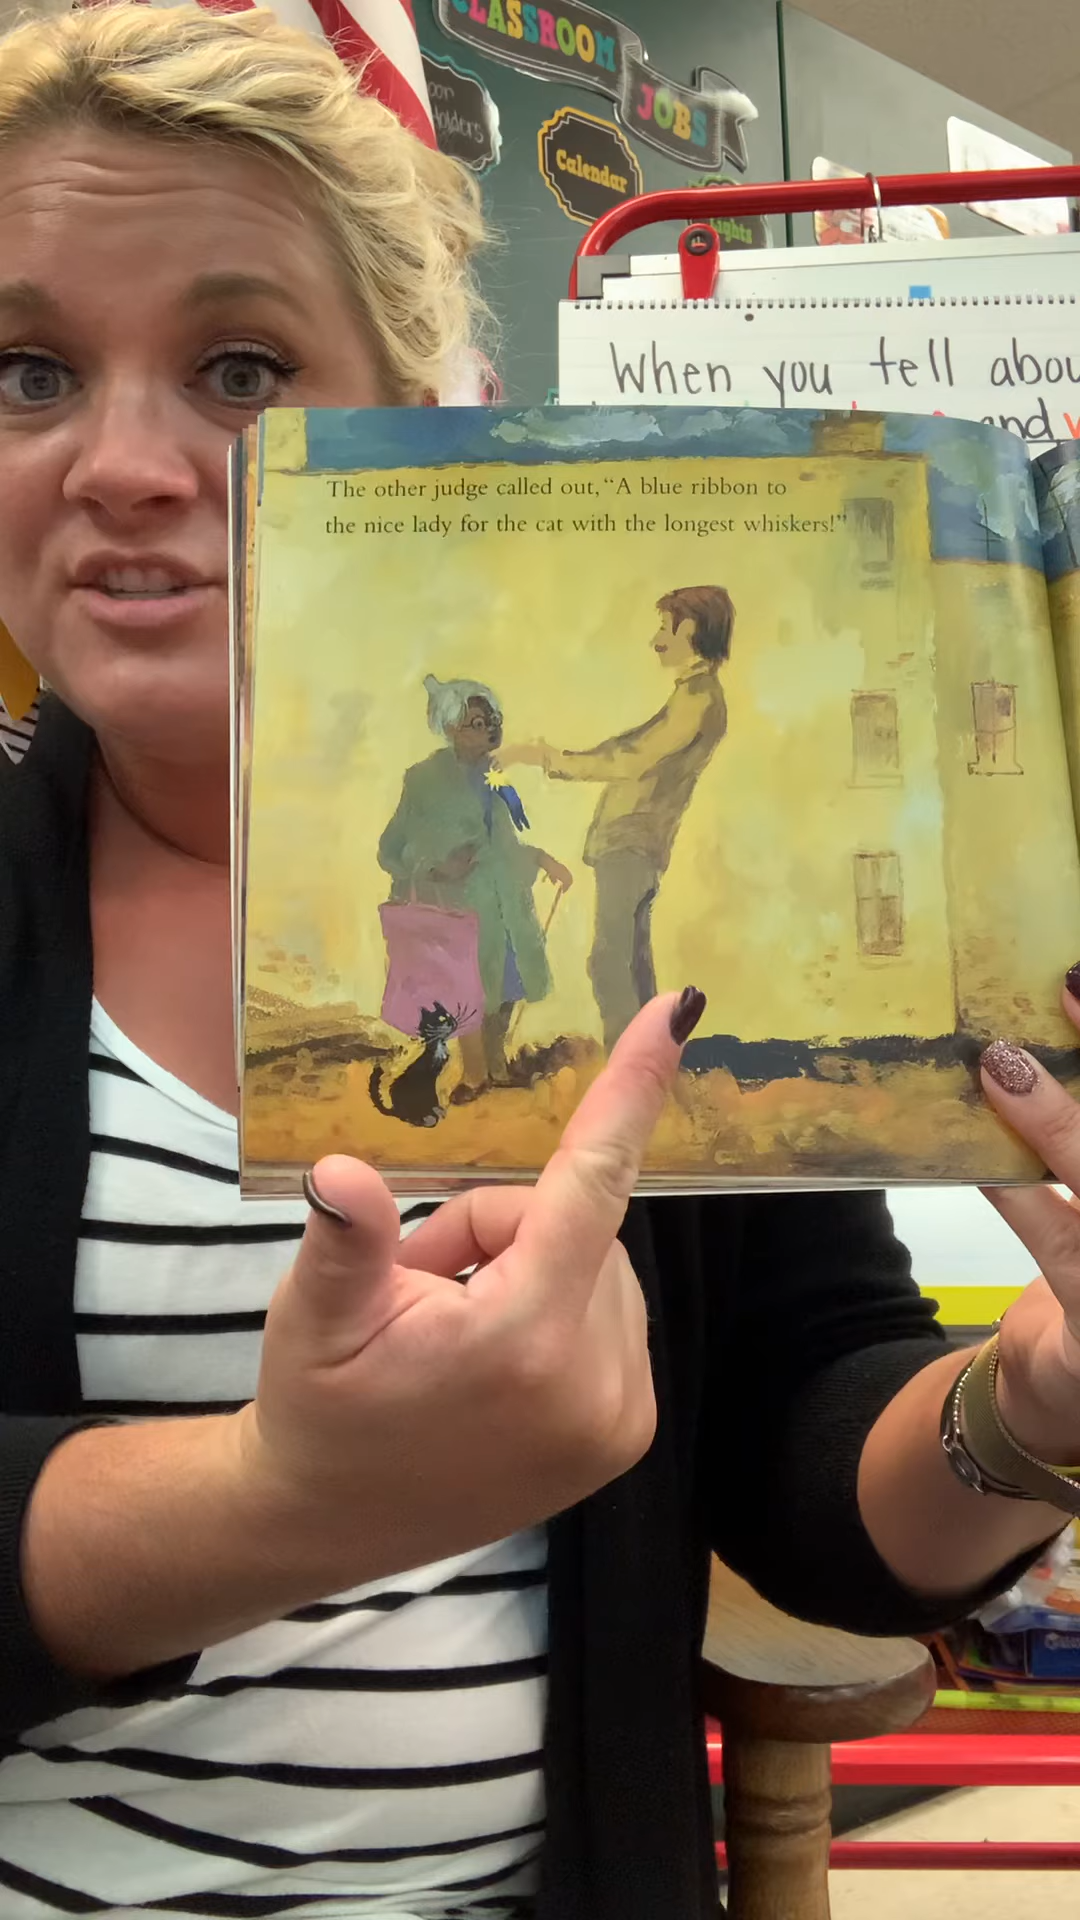 CLASSROOM
JOBS
Holders
Calendar
Lights
When you tell
and
The other judge called out, “A blue ribbon to
the nice lady for the cat with the longest whiskers!”